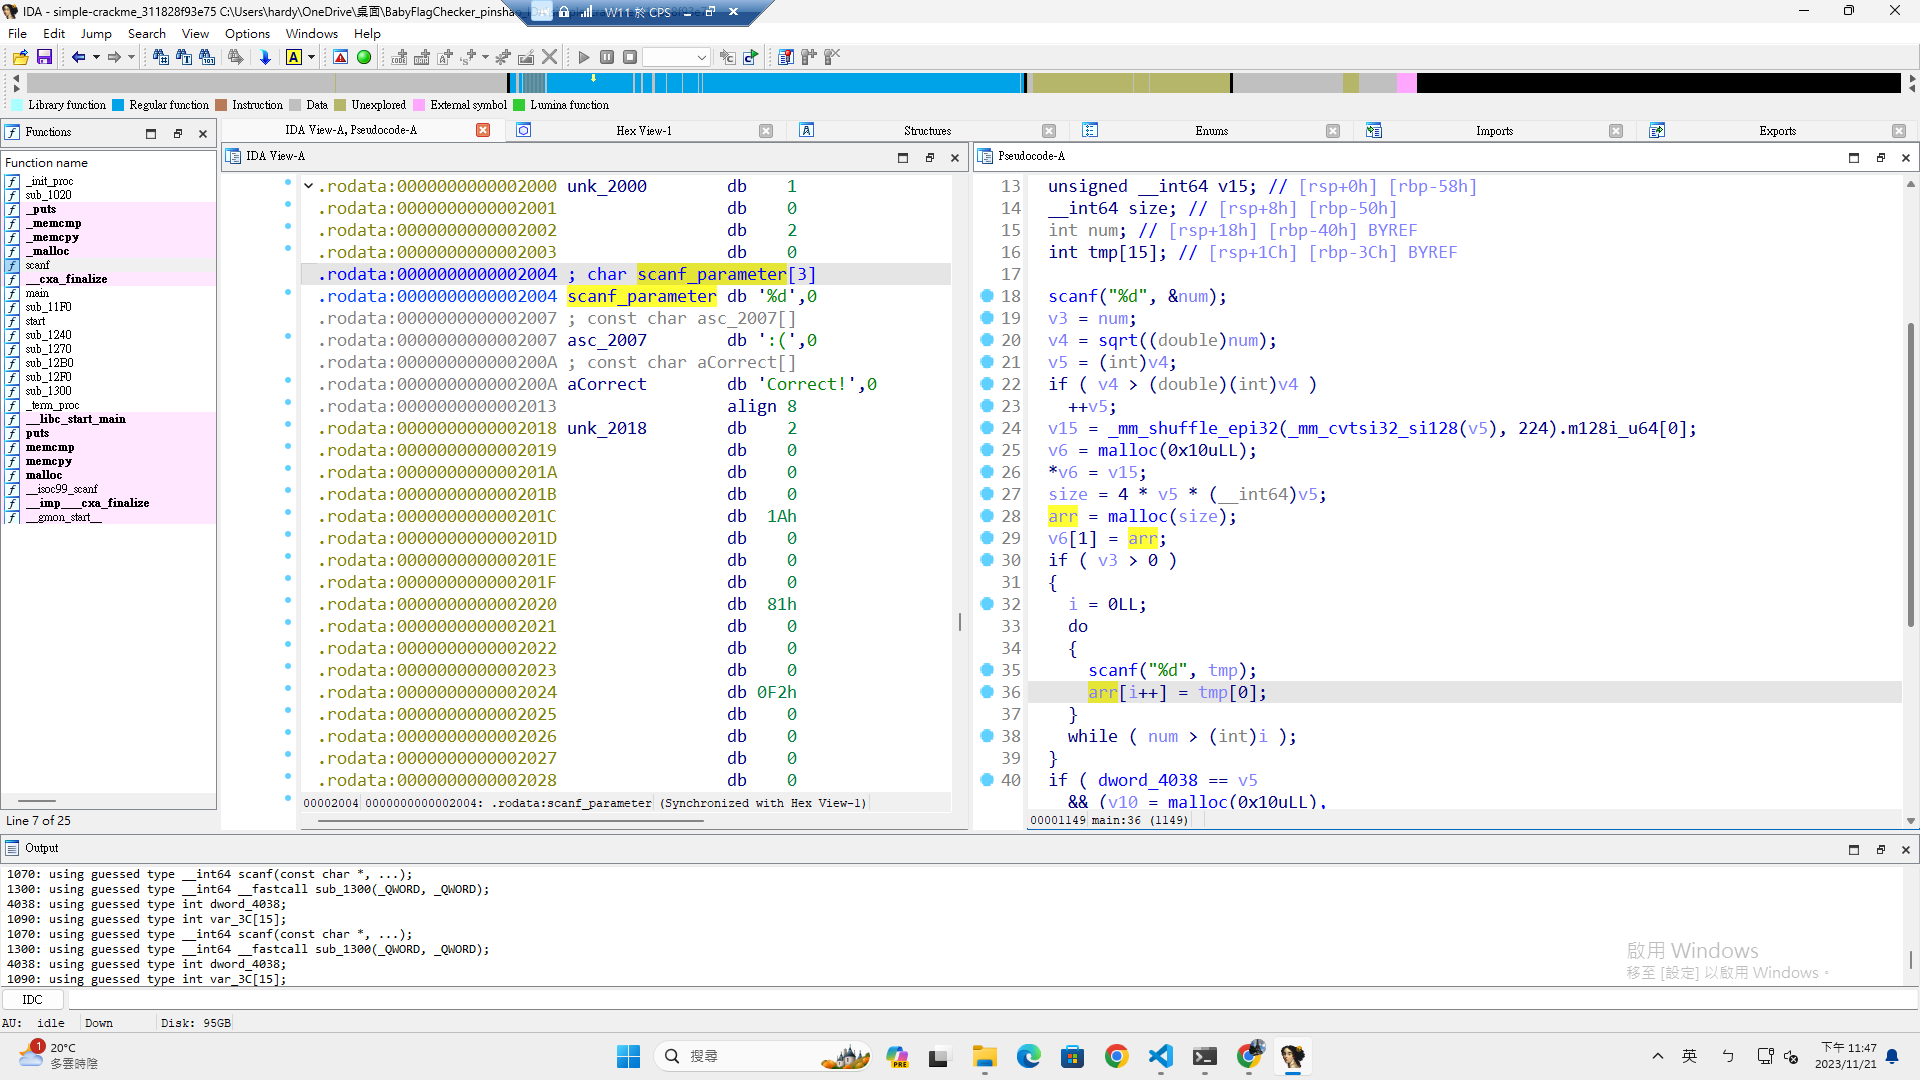 IDA - simple-crackme_311828f93e75 C:\Users\hardy\OneDrive\桌面\BabyFlagChecker_pinsha
W11 於 CPS
File Edit Jump Search View Options Windows Help
Library function Regular function Instruction Data Unexplored External symbol Lumina function
Functions
IDA View-A, Pseudocode-A
Hex View-1
Structures
Enums
Imports
Exports
Function name
_init_proc
sub_1020
_puts
_memcmp
_memcpy
_malloc
scanf
__cxa_finalize
main
sub_11F0
start
sub_1240
sub_1270
sub_12B0
sub_12F0
sub_1300
_term_proc
__libc_start_main
puts
memcmp
memcpy
malloc
__isoc99_scanf
__imp___cxa_finalize
__gmon_start__
Line 7 of 25
IDA View-A
.rodata:0000000000002000 unk_2000 db 1
.rodata:0000000000002001 db 0
.rodata:0000000000002002 db 2
.rodata:0000000000002003 db 0
.rodata:0000000000002004 ; char scanf_parameter[3]
.rodata:0000000000002004 scanf_parameter db '%d',0
.rodata:0000000000002007 ; const char asc_2007[]
.rodata:0000000000002007 asc_2007 db ':(',0
.rodata:000000000000200A ; const char aCorrect[]
.rodata:000000000000200A aCorrect db 'Correct!',0
.rodata:0000000000002013 align 8
.rodata:0000000000002018 unk_2018 db 2
.rodata:0000000000002019 db 0
.rodata:000000000000201A db 0
.rodata:000000000000201B db 0
.rodata:000000000000201C db 1Ah
.rodata:000000000000201D db 0
.rodata:000000000000201E db 0
.rodata:000000000000201F db 0
.rodata:0000000000002020 db 81h
.rodata:0000000000002021 db 0
.rodata:0000000000002022 db 0
.rodata:0000000000002023 db 0
.rodata:0000000000002024 db 0F2h
.rodata:0000000000002025 db 0
.rodata:0000000000002026 db 0
.rodata:0000000000002027 db 0
.rodata:0000000000002028 db 0
00002004 0000000000002004: .rodata:scanf_parameter (Synchronized with Hex View-1)
Pseudocode-A
13 unsigned __int64 v15; // [rsp+0h] [rbp-58h]
14 __int64 size; // [rsp+8h] [rbp-50h]
15 int num; // [rsp+18h] [rbp-40h] BYREF
16 int tmp[15]; // [rsp+1Ch] [rbp-3Ch] BYREF
17
18 scanf("%d", &num);
19 v3 = num;
20 v4 = sqrt((double)num);
21 v5 = (int)v4;
22 if ( v4 > (double)(int)v4 )
23 ++v5;
24 v15 = _mm_shuffle_epi32(_mm_cvtsi32_si128(v5), 224).m128i_u64[0];
25 v6 = malloc(0x10uLL);
26 *v6 = v15;
27 size = 4 * v5 * (__int64)v5;
28 arr = malloc(size);
29 v6[1] = arr;
30 if ( v3 > 0 )
31 {
32 i = 0LL;
33 do
34 {
35 scanf("%d", tmp);
36 arr[i++] = tmp[0];
37 }
38 while ( num > (int)i );
39 }
40 if ( dword_4038 == v5
&& (v10 = malloc(0x10uLL),
00001149 main:36 (1149)
Output
1070: using guessed type __int64 scanf(const char *, ...);
1300: using guessed type __int64 __fastcall sub_1300(_QWORD, _QWORD);
4038: using guessed type int dword_4038;
1090: using guessed type int var_3C[15];
1070: using guessed type __int64 scanf(const char *, ...);
1300: using guessed type __int64 __fastcall sub_1300(_QWORD, _QWORD);
4038: using guessed type int dword_4038;
1090: using guessed type int var_3C[15];
啟用 Windows
移至 [設定] 以啟用 Windows。
IDC
AU: idle Down Disk: 95GB
1
20°C
多雲時陰
搜尋
PRE
英
ㄅ
下午 11:47
2023/11/21